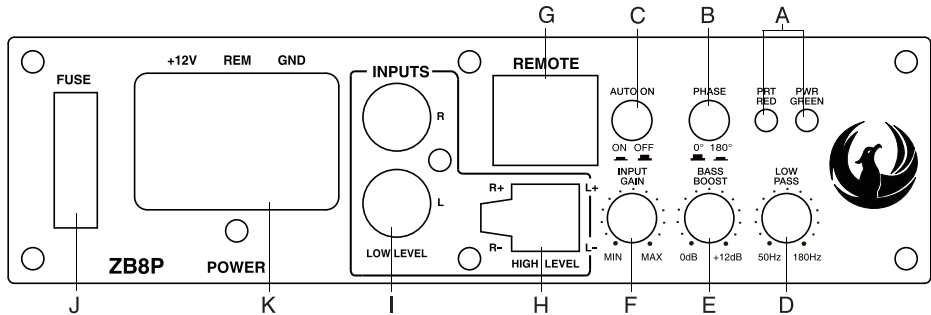 G C B A
+12V REM GND
FUSE
INPUTS
R
L
LOW LEVEL
REMOTE
R+ L+
R– L–
HIGH LEVEL
AUTO ON
ON OFF
PHASE
0° 180°
PRT
RED
PWR
GREEN
INPUT
GAIN
MIN MAX
BASS
BOOST
0dB +12dB
LOW
PASS
50Hz 180Hz
ZB8P POWER
J K I H F E D